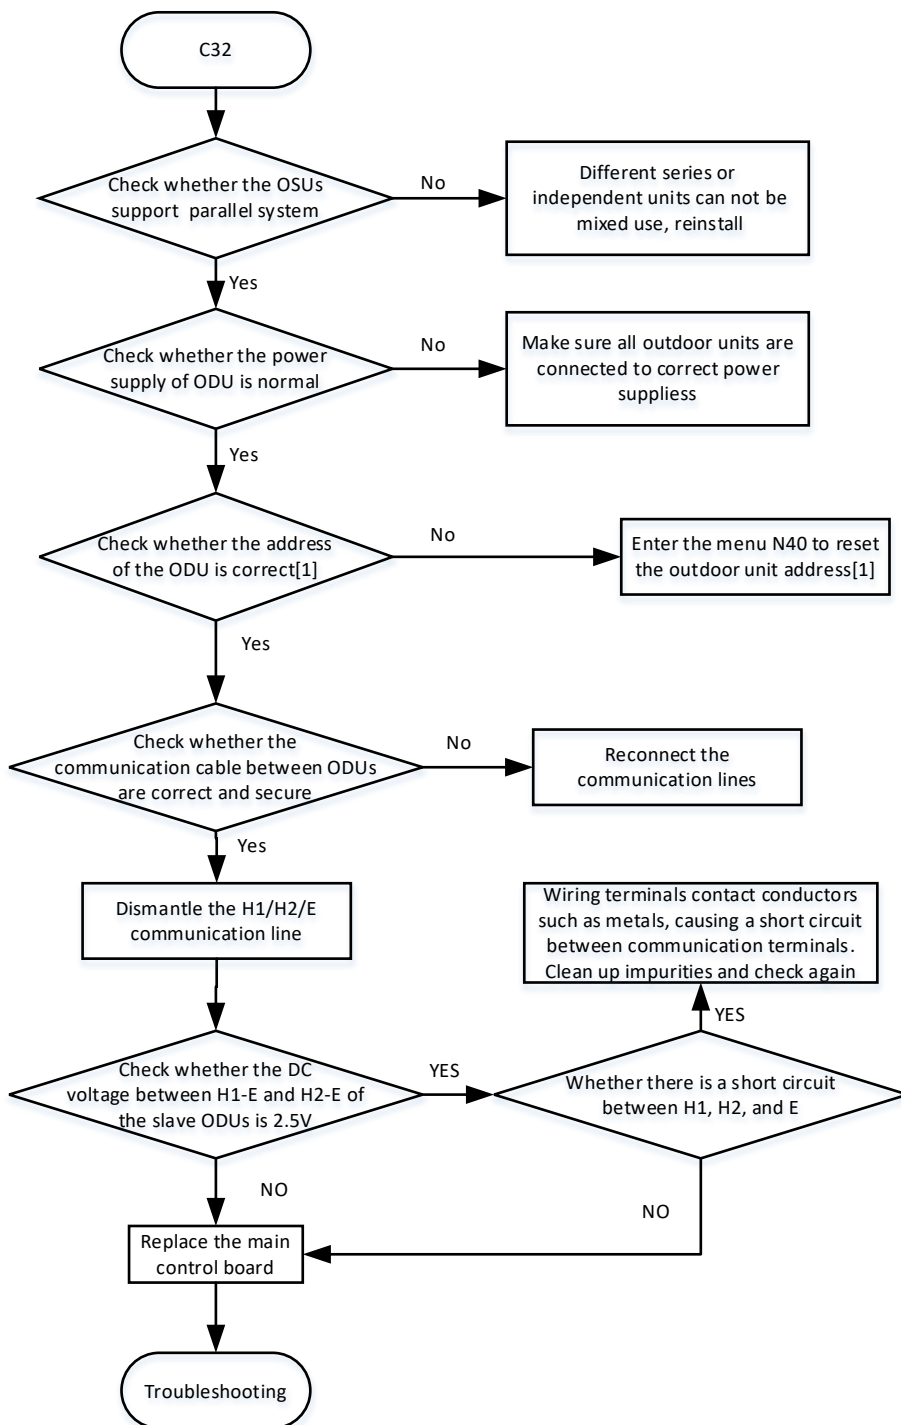 C32
Check whether the OSUs
support parallel system
No
Different series or
independent units can not be
mixed use, reinstall
Yes
Check whether the power
supply of ODU is normal
No
Make sure all outdoor units are
connected to correct power
suppliess
Yes
Check whether the address
of the ODU is correct[1]
No
Enter the menu N40 to reset
the outdoor unit address[1]
Yes
Check whether the
communication cable between ODUs
are correct and secure
No
Reconnect the
communication lines
Yes
Dismantle the H1/H2/E
communication line
Wiring terminals contact conductors
such as metals, causing a short circuit
between communication terminals.
Clean up impurities and check again
YES
Check whether the DC
voltage between H1-E and H2-E of
the slave ODUs is 2.5V
YES
Whether there is a short circuit
between H1, H2, and E
NO
NO
Replace the main
control board
Troubleshooting